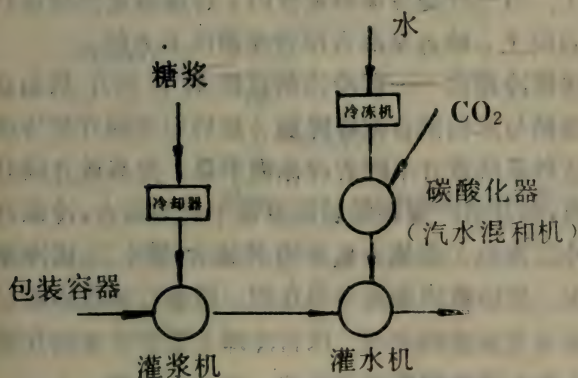 水
糖浆
冷冻机
CO₂
冷却器
碳酸化器
（汽水混和机）
包装容器
灌浆机
灌水机